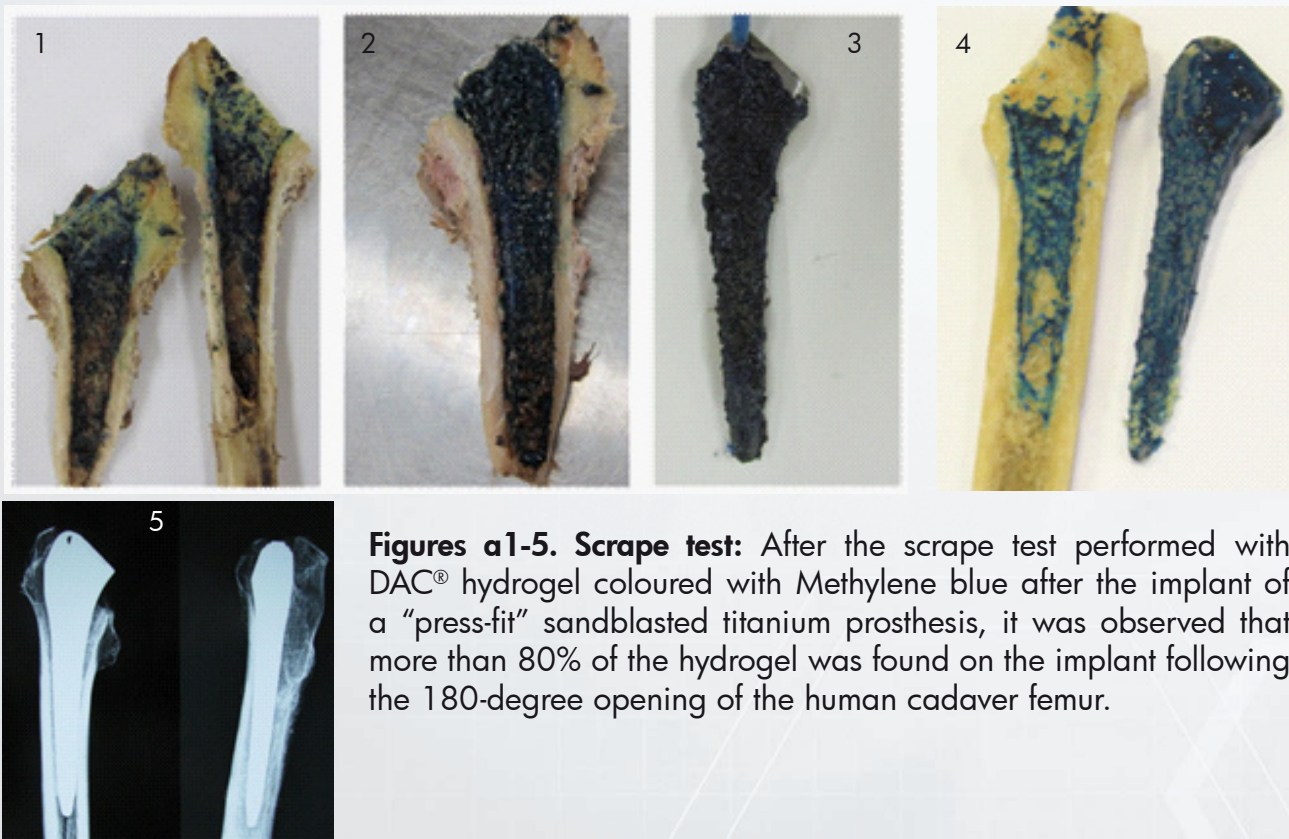 1
2
3
4
5
Figures a1-5. Scrape test: After the scrape test performed with
DAC® hydrogel coloured with Methylene blue after the implant of
a “press-fit” sandblasted titanium prosthesis, it was observed that
more than 80% of the hydrogel was found on the implant following
the 180-degree opening of the human cadaver femur.